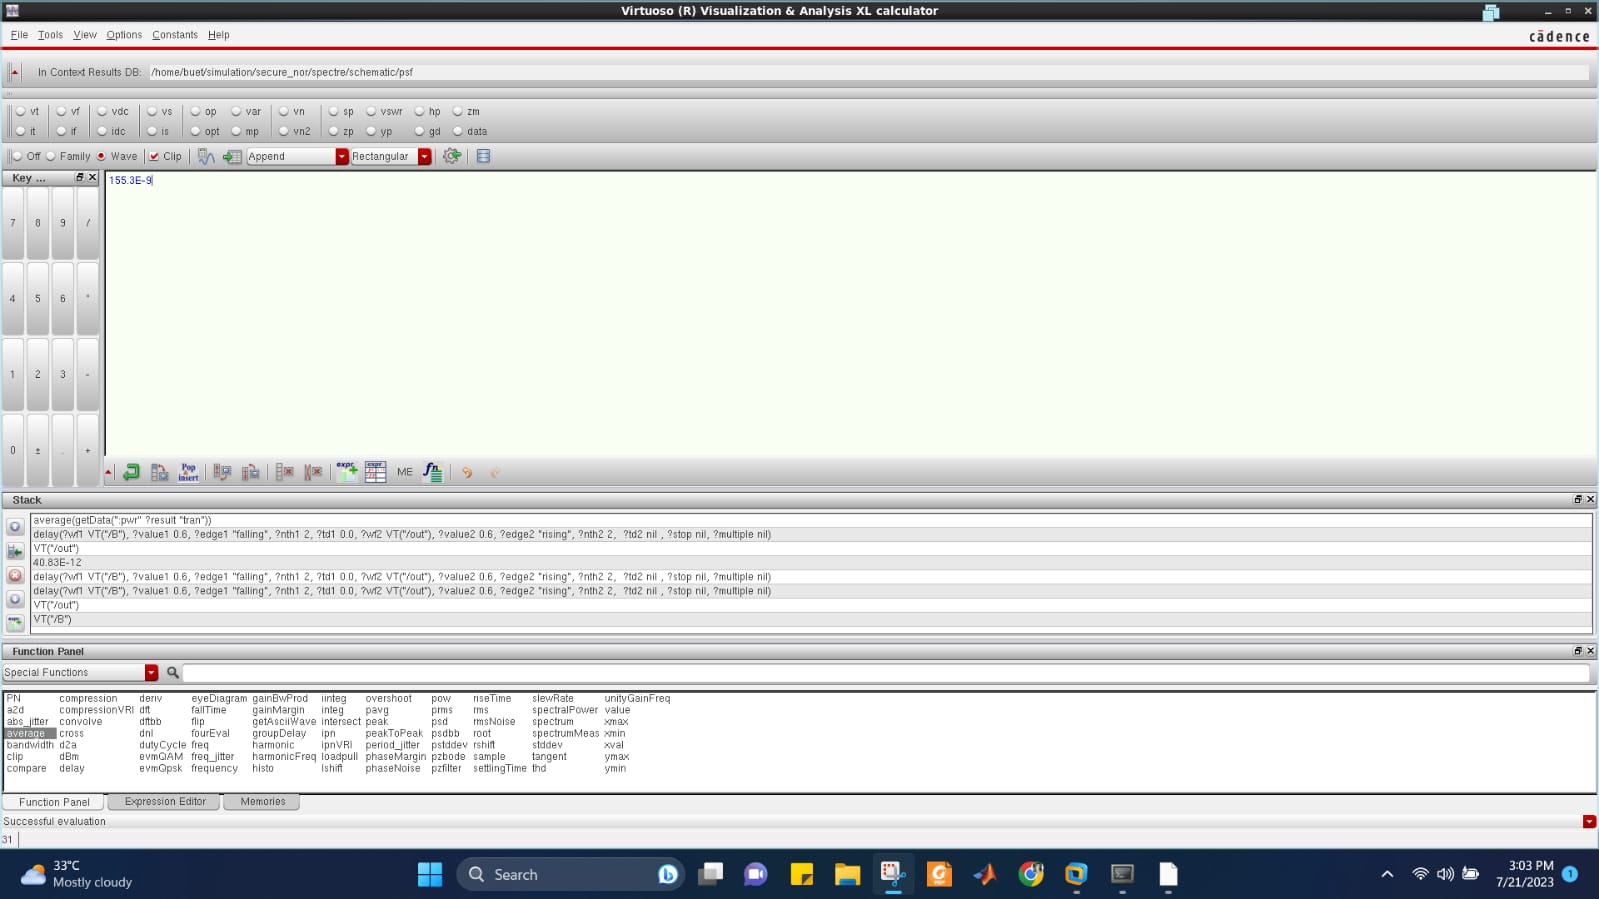 Virtuoso (R) Visualization & Analysis XL calculator
File Tools View Options Constants Help
cādence
In Context Results DB: /home/buet/simulation/secure_nor/spectre/schematic/psf
vt vf vdc vs op var vn sp vswr hp zm
it if idc is opt mp vn2 zp yp gd data
Off Family Wave Clip Append Rectangular
Key ...
155.3E-9
7 8 9 /
4 5 6 *
1 2 3 -
0 ± . +
Pop insert expr expr ME fn
Stack
average(getData(":pwr" ?result "tran"))
delay(?wf1 VT("/B"), ?value1 0.6, ?edge1 "falling", ?nth1 2, ?td1 0.0, ?wf2 VT("/out"), ?value2 0.6, ?edge2 "rising", ?nth2 2,  ?td2 nil , ?stop nil, ?multiple nil)
VT("/out")
40.83E-12
delay(?wf1 VT("/B"), ?value1 0.6, ?edge1 "falling", ?nth1 2, ?td1 0.0, ?wf2 VT("/out"), ?value2 0.6, ?edge2 "rising", ?nth2 2,  ?td2 nil , ?stop nil, ?multiple nil)
delay(?wf1 VT("/B"), ?value1 0.6, ?edge1 "falling", ?nth1 2, ?td1 0.0, ?wf2 VT("/out"), ?value2 0.6, ?edge2 "rising", ?nth2 2,  ?td2 nil , ?stop nil, ?multiple nil)
VT("/out")
VT("/B")
Function Panel
Special Functions
PN compression deriv eyeDiagram gainBwProd iinteg overshoot pow riseTime slewRate unityGainFreq
a2d compressionVRI dft fallTime gainMargin integ pavg prms rms spectralPower value
abs_jitter convolve dftbb flip getAsciiWave intersect peak psd rmsNoise spectrum xmax
average cross dnl fourEval groupDelay ipn peakToPeak psdbb root spectrumMeas xmin
bandwidth d2a dutyCycle freq harmonic ipnVRI period_jitter pstddev rshift stddev xval
clip dBm evmQAM freq_jitter harmonicFreq loadpull phaseMargin pzbode sample tangent ymax
compare delay evmQpsk frequency histo lshift phaseNoise pzfilter settlingTime thd ymin
Function Panel Expression Editor Memories
Successful evaluation
31
33°C
Mostly cloudy
Search
3:03 PM
7/21/2023
1